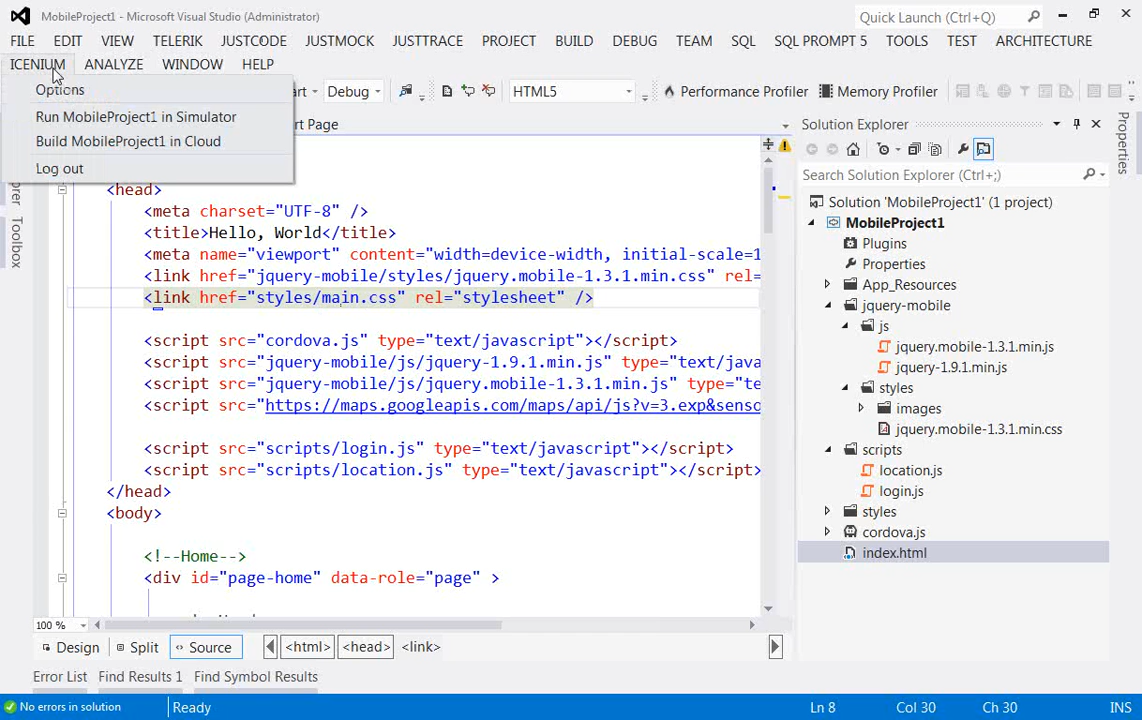 MobileProject1 - Microsoft Visual Studio (Administrator)
Quick Launch (Ctrl+Q)
FILE EDIT VIEW TELERIK JUSTCODE JUSTMOCK JUSTTRACE PROJECT BUILD DEBUG TEAM SQL SQL PROMPT 5 TOOLS TEST ARCHITECTURE
ICENIUM ANALYZE WINDOW HELP
Options
Run MobileProject1 in Simulator
Build MobileProject1 in Cloud
Log out
art Debug HTML5 Performance Profiler Memory Profiler
rt Page
Toolbox
<head>
<meta charset="UTF-8" />
<title>Hello, World</title>
<meta name="viewport" content="width=device-width, initial-scale=1
<link href="jquery-mobile/styles/jquery.mobile-1.3.1.min.css" rel=
<link href="styles/main.css" rel="stylesheet" />
<script src="cordova.js" type="text/javascript"></script>
<script src="jquery-mobile/js/jquery-1.9.1.min.js" type="text/java
<script src="jquery-mobile/js/jquery.mobile-1.3.1.min.js" type="te
<script src="https://maps.googleapis.com/maps/api/js?v=3.exp&senso
<script src="scripts/login.js" type="text/javascript"></script>
<script src="scripts/location.js" type="text/javascript"></script>
</head>
<body>
<!--Home-->
<div id="page-home" data-role="page" >
100 %
Design Split Source <html> <head> <link>
Solution Explorer
Search Solution Explorer (Ctrl+;)
Solution 'MobileProject1' (1 project)
MobileProject1
Plugins
Properties
App_Resources
jquery-mobile
js
jquery.mobile-1.3.1.min.js
jquery-1.9.1.min.js
styles
images
jquery.mobile-1.3.1.min.css
scripts
location.js
login.js
styles
cordova.js
index.html
Properties
Error List Find Results 1 Find Symbol Results
No errors in solution Ready Ln 8 Col 30 Ch 30 INS